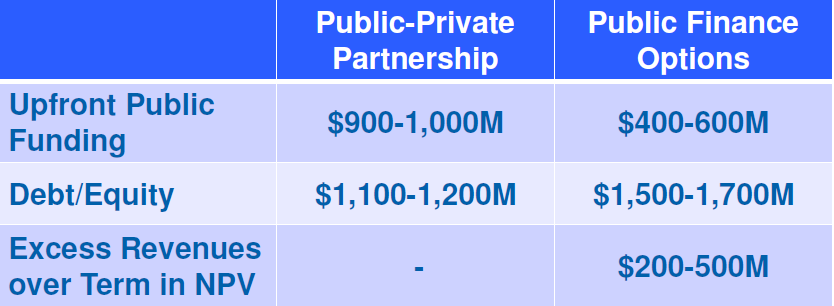 Public-Private
Partnership
Public Finance
Options
Upfront Public
Funding
$900-1,000M
$400-600M
Debt/Equity
$1,100-1,200M
$1,500-1,700M
Excess Revenues
over Term in NPV
-
$200-500M